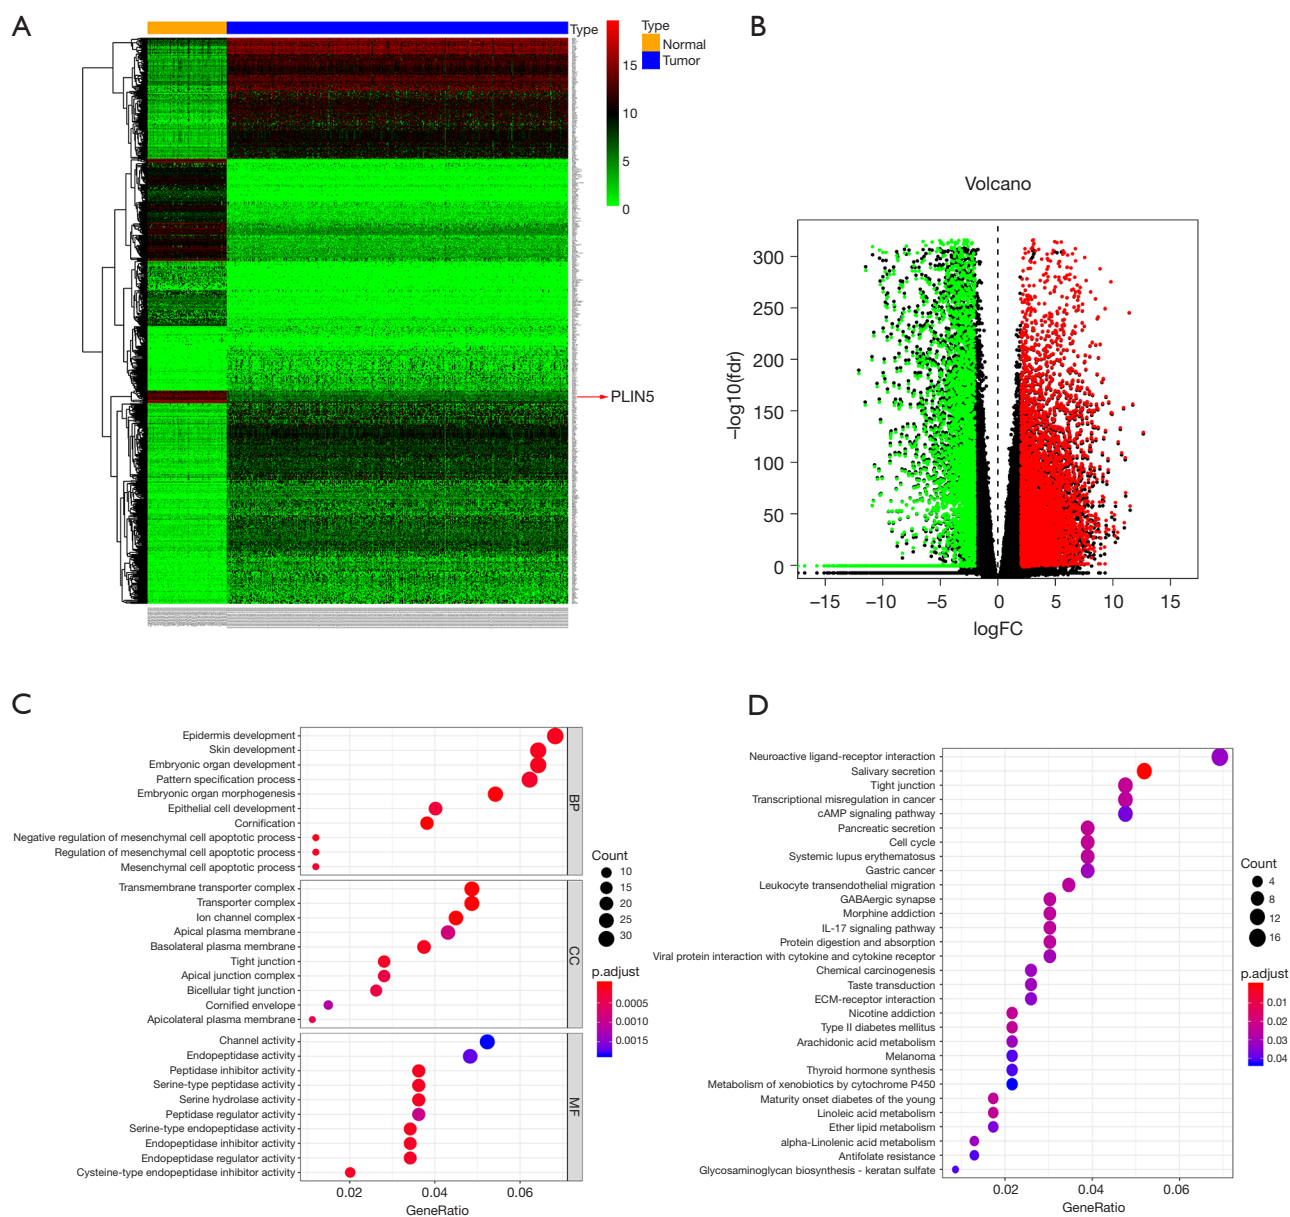 A
Type
15
10
5
0
Type
Normal
Tumor
PLIN5
B
Volcano
300
250
200
150
100
50
0
−log10(fdr)
−15
−10
−5
0
5
10
15
logFC
C
Epidermis development
Skin development
Embryonic organ development
Pattern specification process
Embryonic organ morphogenesis
Epithelial cell development
Cornification
Negative regulation of mesenchymal cell apoptotic process
Regulation of mesenchymal cell apoptotic process
Mesenchymal cell apoptotic process
BP
Transmembrane transporter complex
Transporter complex
Ion channel complex
Apical plasma membrane
Basolateral plasma membrane
Tight junction
Apical junction complex
Bicellular tight junction
Cornified envelope
Apicolateral plasma membrane
CC
Channel activity
Endopeptidase activity
Peptidase inhibitor activity
Serine-type peptidase activity
Serine hydrolase activity
Peptidase regulator activity
Serine-type endopeptidase activity
Endopeptidase inhibitor activity
Endopeptidase regulator activity
Cysteine-type endopeptidase inhibitor activity
MF
0.02
0.04
0.06
GeneRatio
Count
10
15
20
25
30
p.adjust
0.0005
0.0010
0.0015
D
Neuroactive ligand-receptor interaction
Salivary secretion
Tight junction
Transcriptional misregulation in cancer
cAMP signaling pathway
Pancreatic secretion
Cell cycle
Systemic lupus erythematosus
Gastric cancer
Leukocyte transendothelial migration
GABAergic synapse
Morphine addiction
IL-17 signaling pathway
Protein digestion and absorption
Viral protein interaction with cytokine and cytokine receptor
Chemical carcinogenesis
Taste transduction
ECM-receptor interaction
Nicotine addiction
Type II diabetes mellitus
Arachidonic acid metabolism
Melanoma
Thyroid hormone synthesis
Metabolism of xenobiotics by cytochrome P450
Maturity onset diabetes of the young
Linoleic acid metabolism
Ether lipid metabolism
alpha-Linolenic acid metabolism
Antifolate resistance
Glycosaminoglycan biosynthesis - keratan sulfate
0.02
0.04
0.06
GeneRatio
Count
4
8
12
16
p.adjust
0.01
0.02
0.03
0.04